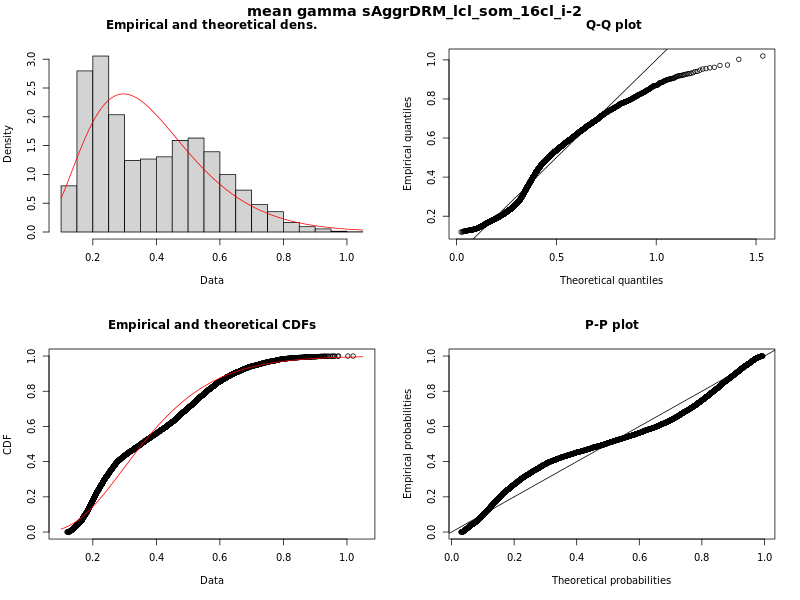 mean gamma sAggrDRM_lcl_som_16cl_i-2
Empirical and theoretical dens.
Density
0.0 0.5 1.0 1.5 2.0 2.5 3.0
0.2 0.4 0.6 0.8 1.0
Data
Q-Q plot
Empirical quantiles
0.2 0.4 0.6 0.8 1.0
0.0 0.5 1.0 1.5
Theoretical quantiles
Empirical and theoretical CDFs
CDF
0.0 0.2 0.4 0.6 0.8 1.0
0.2 0.4 0.6 0.8 1.0
Data
P-P plot
Empirical probabilities
0.0 0.2 0.4 0.6 0.8 1.0
0.0 0.2 0.4 0.6 0.8 1.0
Theoretical probabilities